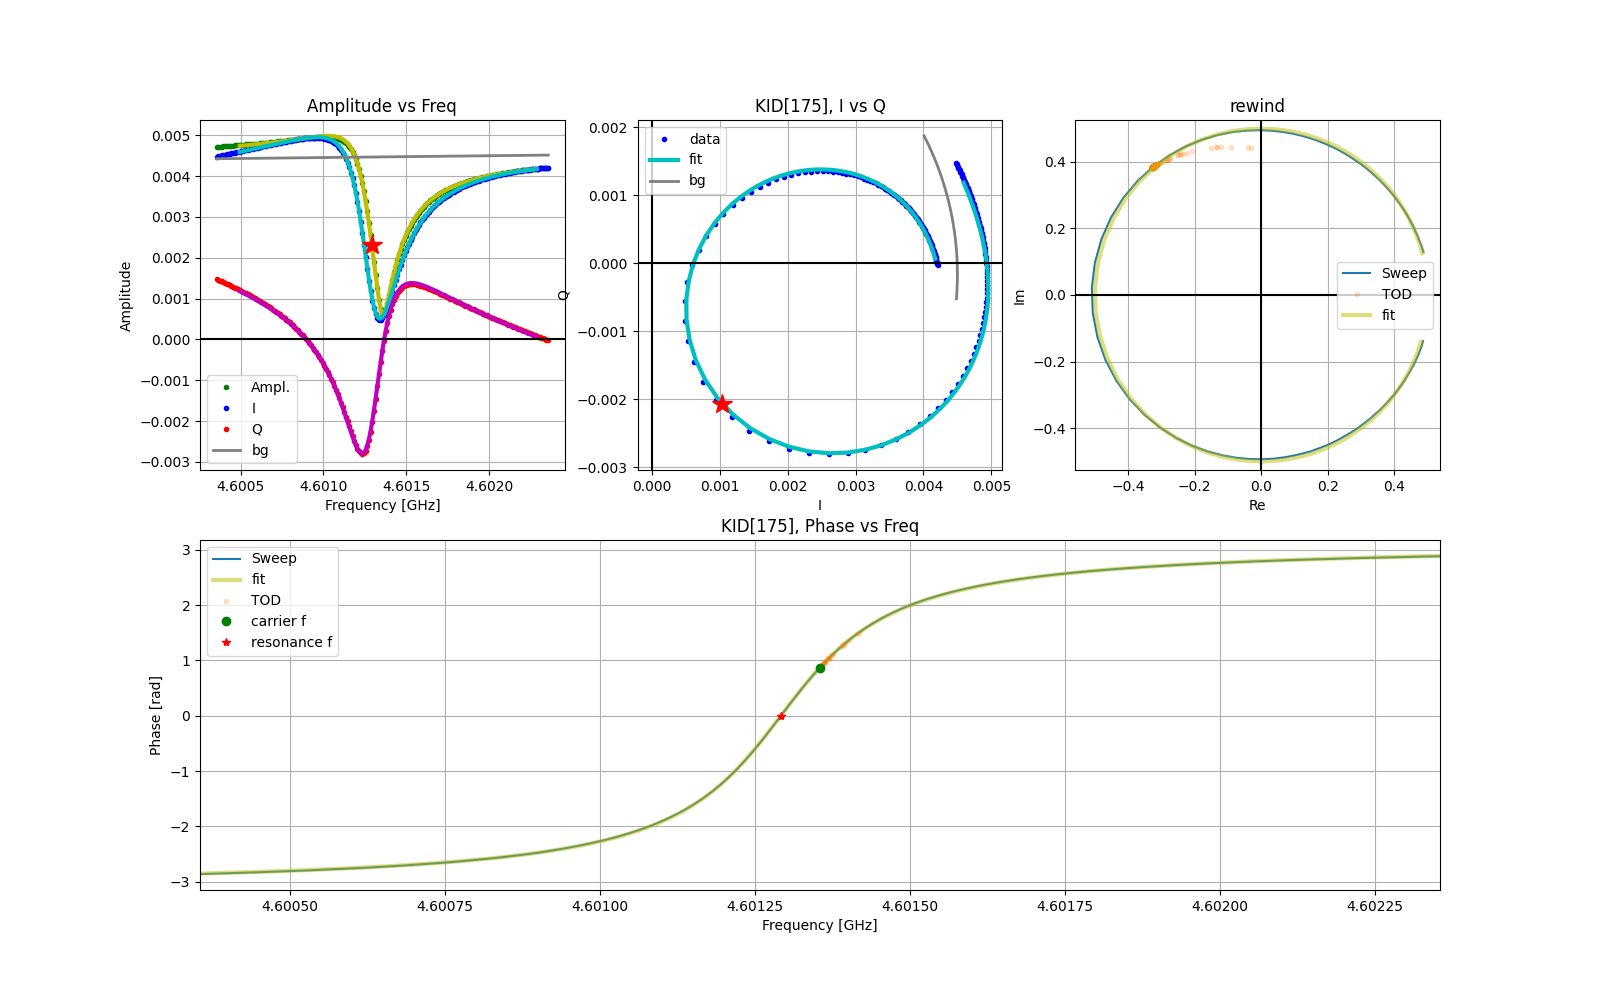 Amplitude vs Freq
0.005
0.004
0.003
0.002
0.001
0.000
−0.001
−0.002
−0.003
Amplitude
Ampl.
I
Q
bg
4.6005
4.6010
4.6015
4.6020
Frequency [GHz]
KID[175], I vs Q
0.002
0.001
0.000
−0.001
−0.002
−0.003
Q
data
fit
bg
0.000
0.001
0.002
0.003
0.004
0.005
I
rewind
0.4
0.2
0.0
−0.2
−0.4
Im
Sweep
TOD
fit
−0.4
−0.2
0.0
0.2
0.4
Re
KID[175], Phase vs Freq
3
2
1
0
−1
−2
−3
Phase [rad]
Sweep
fit
TOD
carrier f
resonance f
4.60050
4.60075
4.60100
4.60125
4.60150
4.60175
4.60200
4.60225
Frequency [GHz]